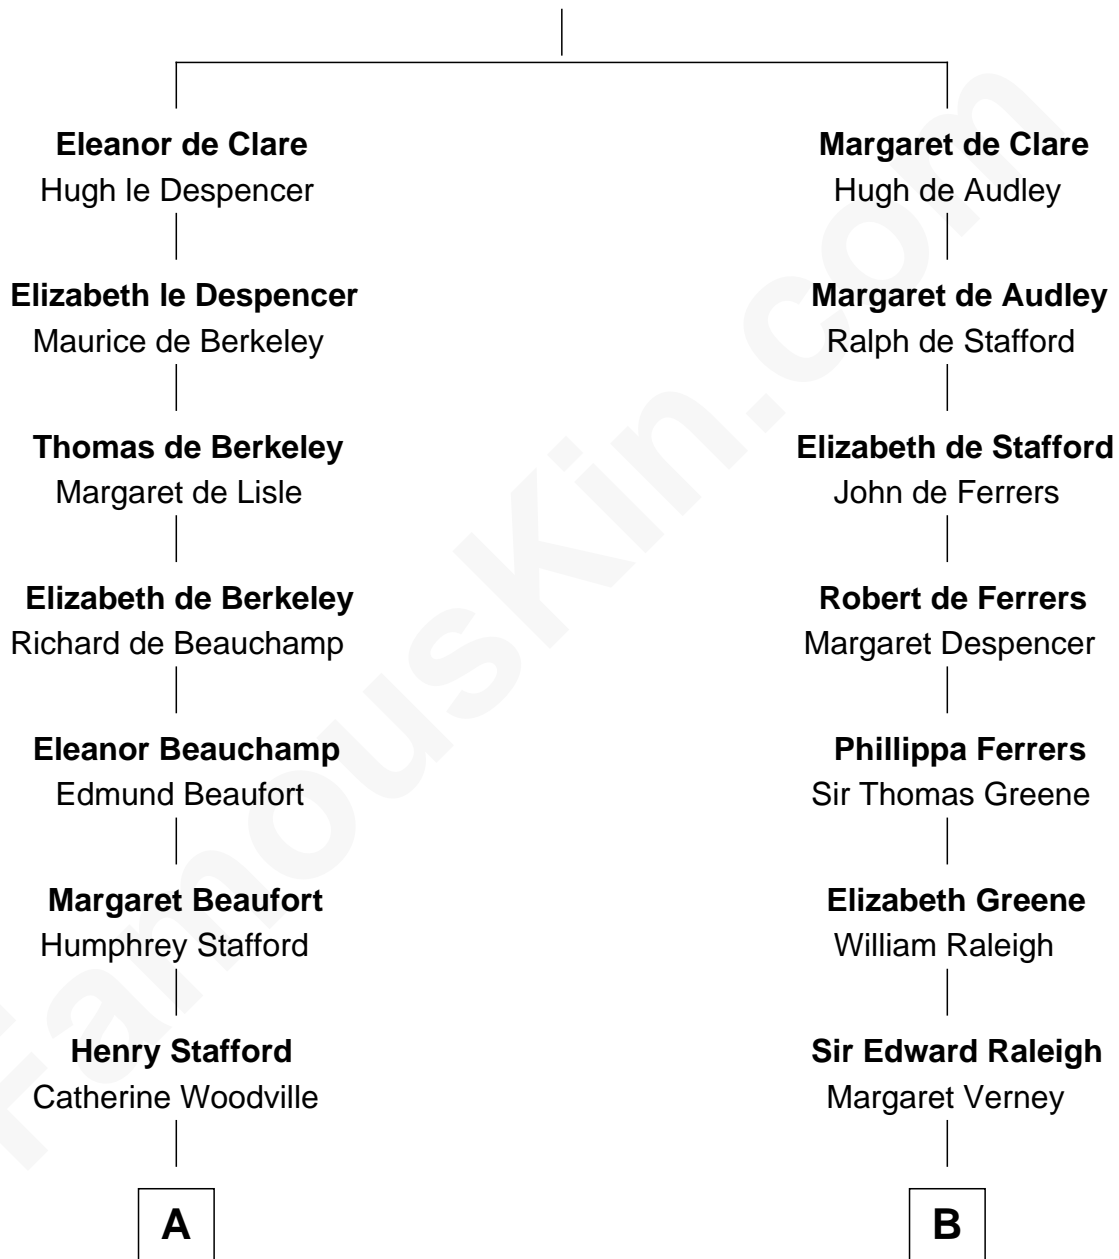 Eleanor de Clare
Hugh le Despencer
Elizabeth le Despencer
Maurice de Berkeley
Thomas de Berkeley
Margaret de Lisle
Elizabeth de Berkeley
Richard de Beauchamp
Eleanor Beauchamp
Edmund Beaufort
Margaret Beaufort
Humphrey Stafford
Henry Stafford
Catherine Woodville
A
Margaret de Clare
Hugh de Audley
Margaret de Audley
Ralph de Stafford
Elizabeth de Stafford
John de Ferrers
Robert de Ferrers
Margaret Despencer
Phillippa Ferrers
Sir Thomas Greene
Elizabeth Greene
William Raleigh
Sir Edward Raleigh
Margaret Verney
B
FamousKin.com